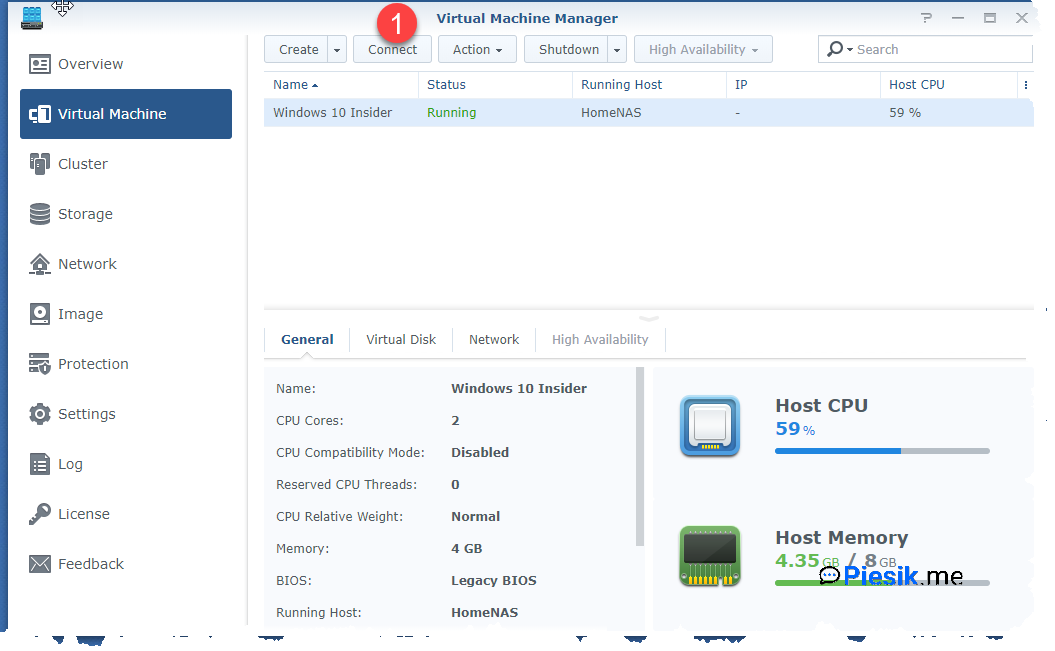 Virtual Machine Manager
1
Create Connect Action Shutdown High Availability Search
Name Status Running Host IP Host CPU
Windows 10 Insider Running HomeNAS - 59 %
Overview
Virtual Machine
Cluster
Storage
Network
Image
Protection
Settings
Log
License
Feedback
General Virtual Disk Network High Availability
Name: Windows 10 Insider
CPU Cores: 2
CPU Compatibility Mode: Disabled
Reserved CPU Threads: 0
CPU Relative Weight: Normal
Memory: 4 GB
BIOS: Legacy BIOS
Running Host: HomeNAS
Host CPU
59 %
Host Memory
4.35 GB / 8 GB
Piesik.me